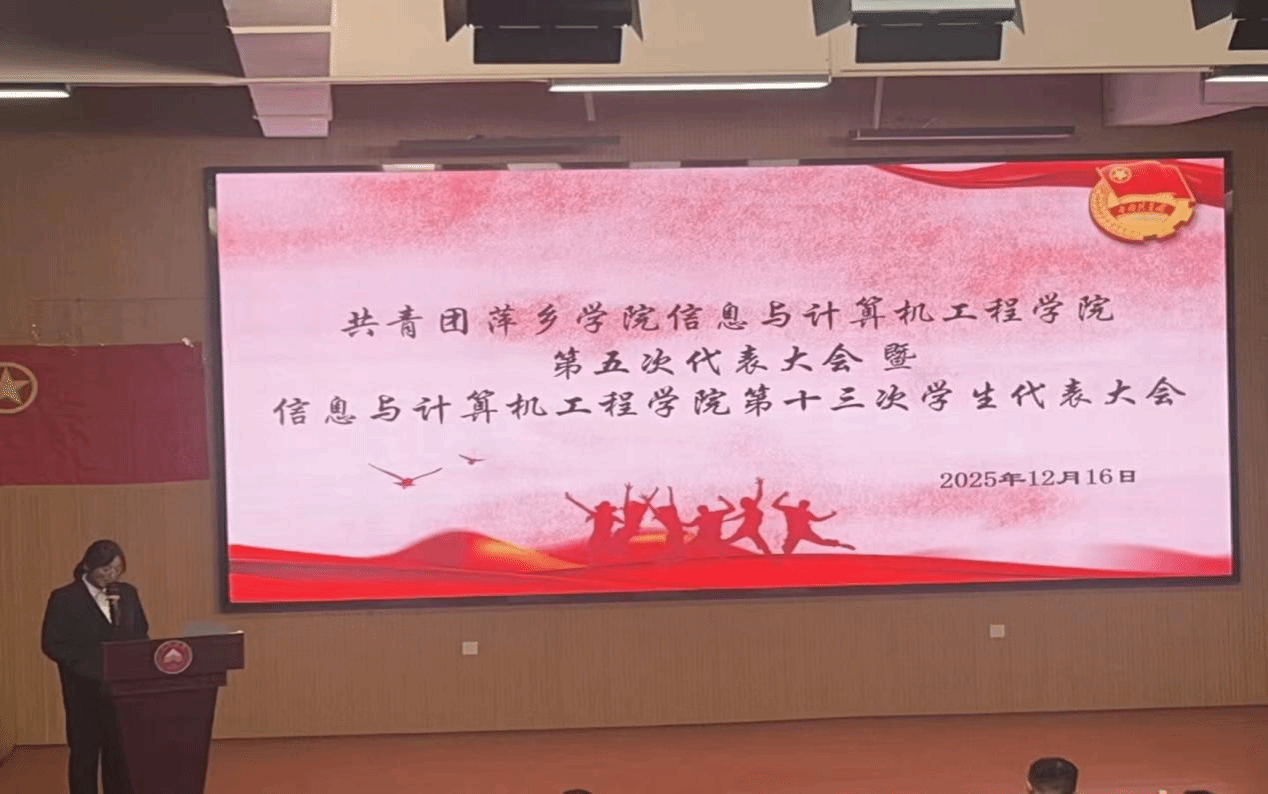 共青团萍乡学院信息与计算机工程学院
第五次代表大会 暨
信息与计算机工程学院第十三次学生代表大会
2025年12月16日